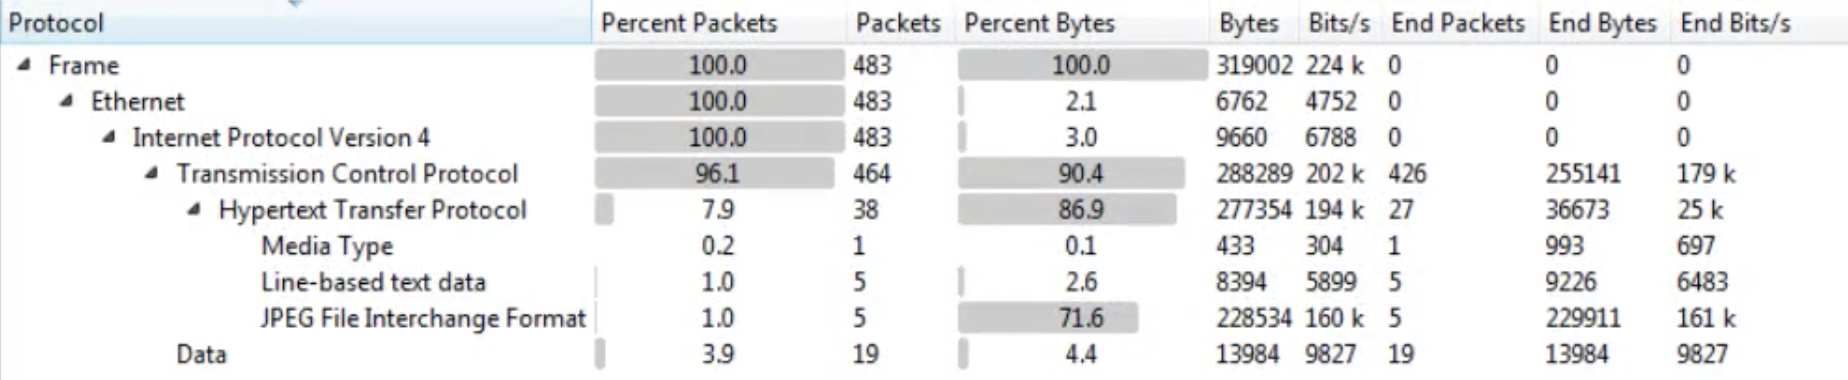 Protocol Percent Packets Packets Percent Bytes Bytes Bits/s End Packets End Bytes End Bits/s
Frame 100.0 483 100.0 319002 224 k 0 0 0
Ethernet 100.0 483 2.1 6762 4752 0 0 0
Internet Protocol Version 4 100.0 483 3.0 9660 6788 0 0 0
Transmission Control Protocol 96.1 464 90.4 288289 202 k 426 255141 179 k
Hypertext Transfer Protocol 7.9 38 86.9 277354 194 k 27 36673 25 k
Media Type 0.2 1 0.1 433 304 1 993 697
Line-based text data 1.0 5 2.6 8394 5899 5 9226 6483
JPEG File Interchange Format 1.0 5 71.6 228534 160 k 5 229911 161 k
Data 3.9 19 4.4 13984 9827 19 13984 9827